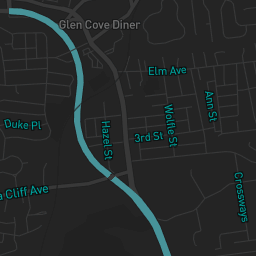 Glen Cove Diner
Elm Ave
Ann St
Wolfle St
Duke Pl
Hazel St
3rd St
Cliff Ave
Crossways